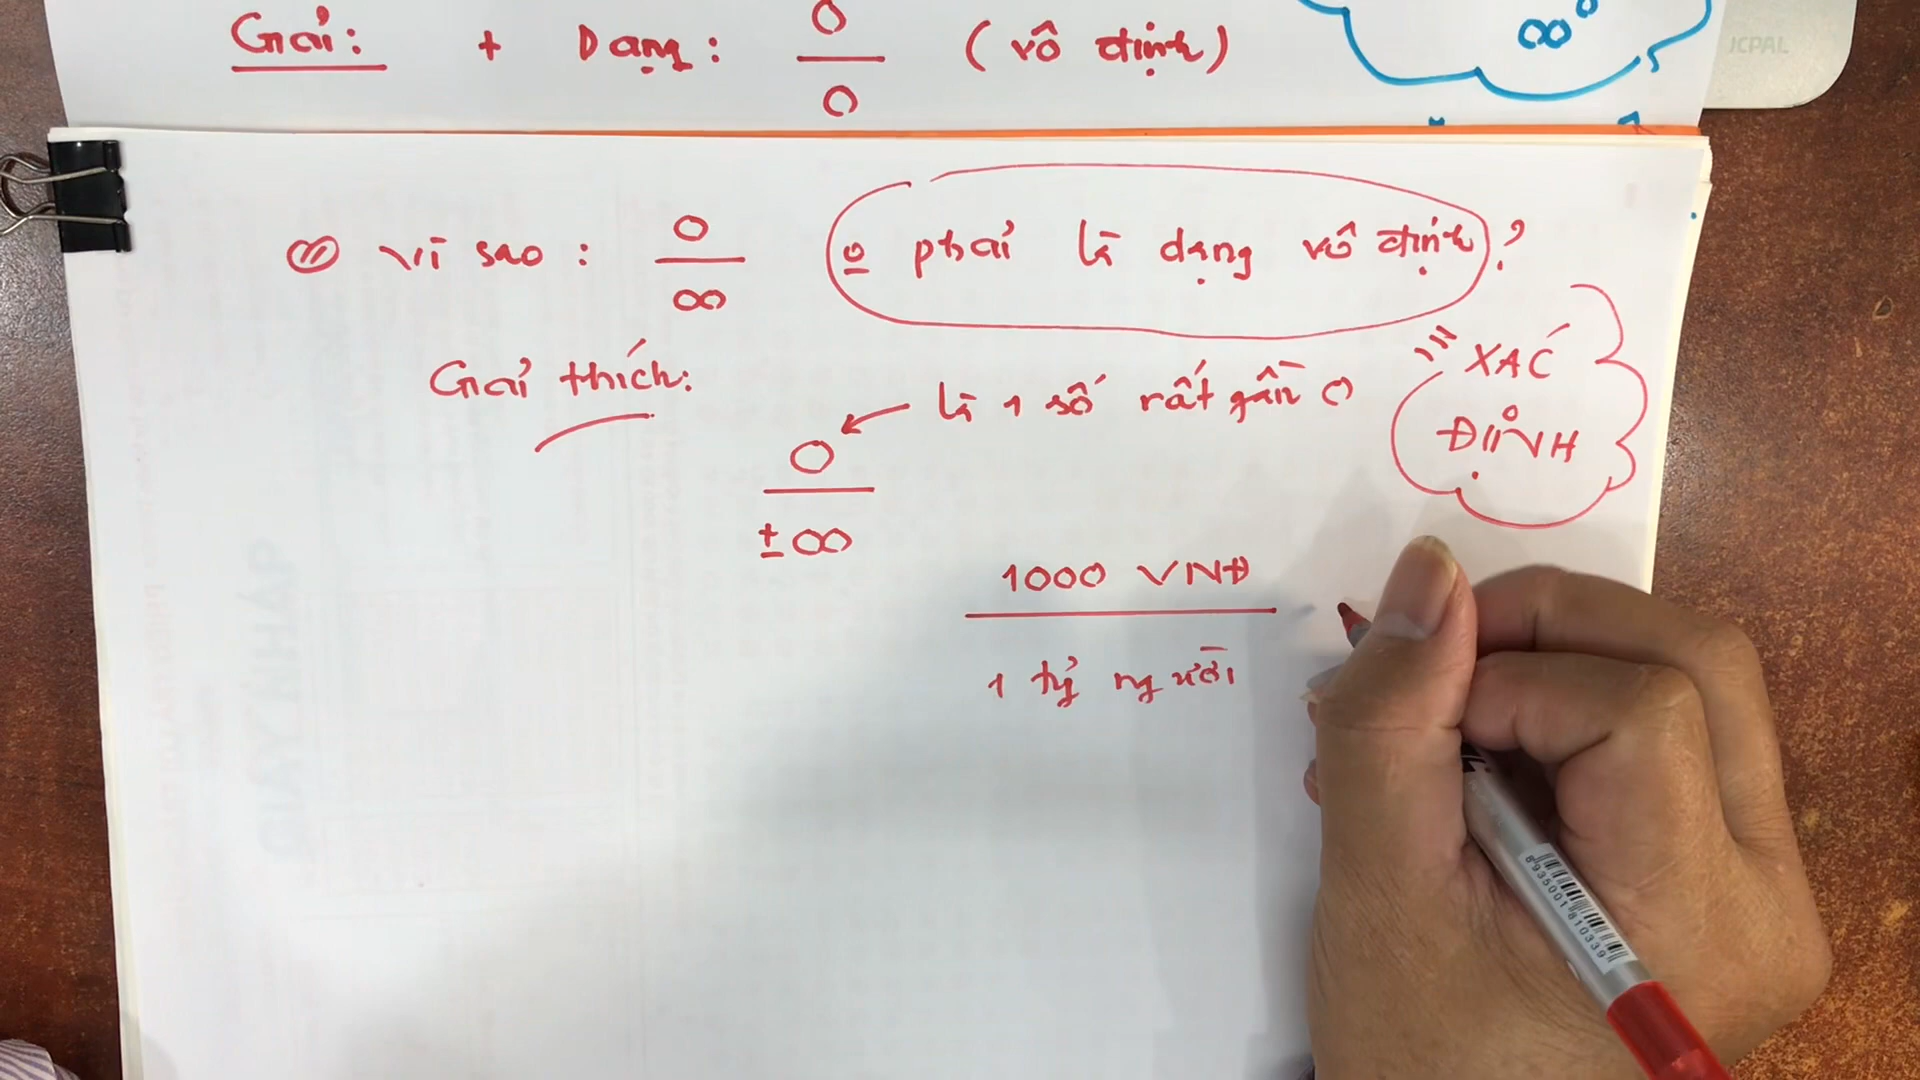 Giải: + Dạng: 0/0 (vô định)
∞⁰
JCPAL
Vì sao: 0/∞ o phải là dạng vô định?
XÁC
ĐỊNH
Giải thích:
là 1 số rất gần 0
0/±∞
1000 VNĐ
1 tỷ người
8935001810339